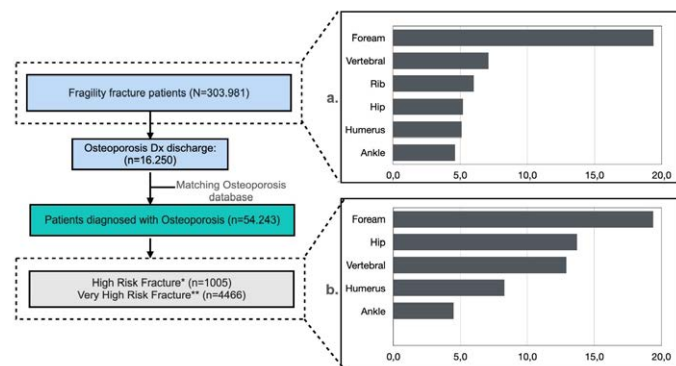 Fragility fracture patients (N=303.981)
Osteoporosis Dx discharge:
(n=16.250)
Matching Osteoporosis
database
Patients diagnosed with Osteoporosis (n=54.243)
High Risk Fracture* (n=1005)
Very High Risk Fracture** (n=4466)
a.
Foream
Vertebral
Rib
Hip
Humerus
Ankle
0,0 5,0 10,0 15,0 20,0
b.
Foream
Hip
Vertebral
Humerus
Ankle
0,0 5,0 10,0 15,0 20,0